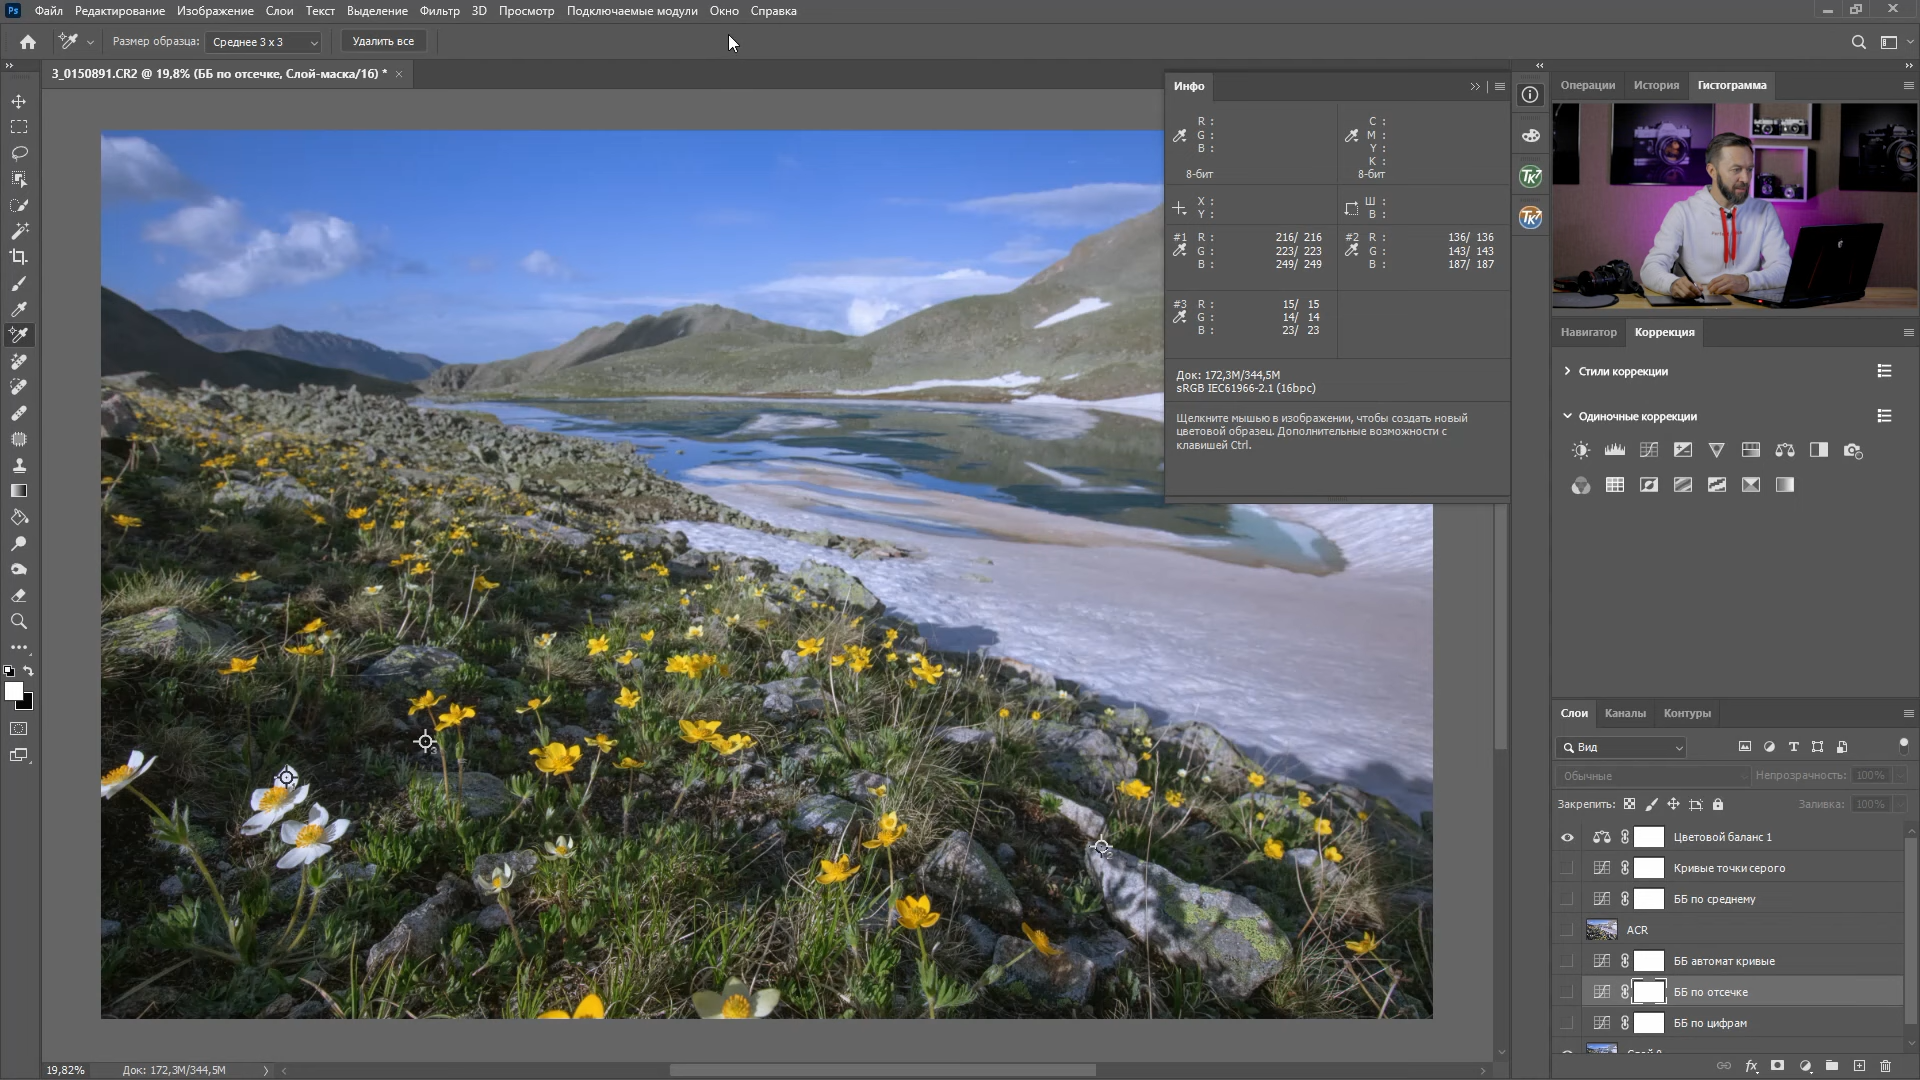 Ps Файл Редактирование Изображение Слои Текст Выделение Фильтр 3D Просмотр Подключаемые модули Окно Справка
Размер образца: Среднее 3 x 3 Удалить все
3_0150891.CR2 @ 19,8% (ББ по отсечке, Слой-маска/16) * ×
Инфо
R :
G :
B :
8-бит
C :
M :
Y :
K :
8-бит
X :
Y :
Ш :
В :
#1 R : 216/ 216
G : 223/ 223
B : 249/ 249
#2 R : 136/ 136
G : 143/ 143
B : 187/ 187
#3 R : 15/ 15
G : 14/ 14
B : 23/ 23
Док: 172,3M/344,5M
sRGB IEC61966-2.1 (16bpc)
Щелкните мышью в изображении, чтобы создать новый
цветовой образец. Дополнительные возможности с
клавишей Ctrl.
TK7
TK7
Операции История Гистограмма
Навигатор Коррекция
Стили коррекции
Одиночные коррекции
Слои Каналы Контуры
Вид
Обычные Непрозрачность: 100%
Закрепить: Заливка: 100%
Цветовой баланс 1
Кривые точки серого
ББ по среднему
ACR
ББ автомат кривые
ББ по отсечке
ББ по цифрам
3
2
19,82% Док: 172,3M/344,5M